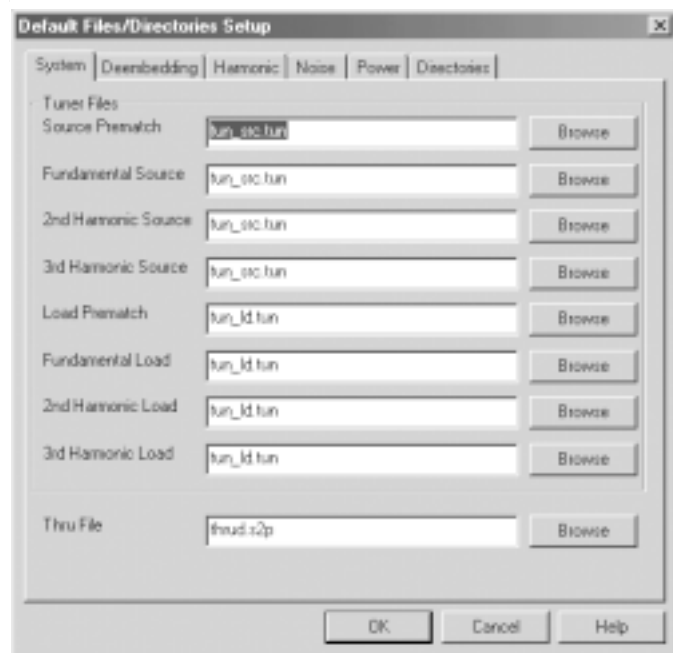 Default Files/Directories Setup
System Deembedding Harmonic Noise Power Directories
Tuner Files
Source Prematch tun_src.tun Browse
Fundamental Source tun_src.tun Browse
2nd Harmonic Source tun_src.tun Browse
3rd Harmonic Source tun_src.tun Browse
Load Prematch tun_ld.tun Browse
Fundamental Load tun_ld.tun Browse
2nd Harmonic Load tun_ld.tun Browse
3rd Harmonic Load tun_ld.tun Browse
Thru File thrud.s2p Browse
OK Cancel Help